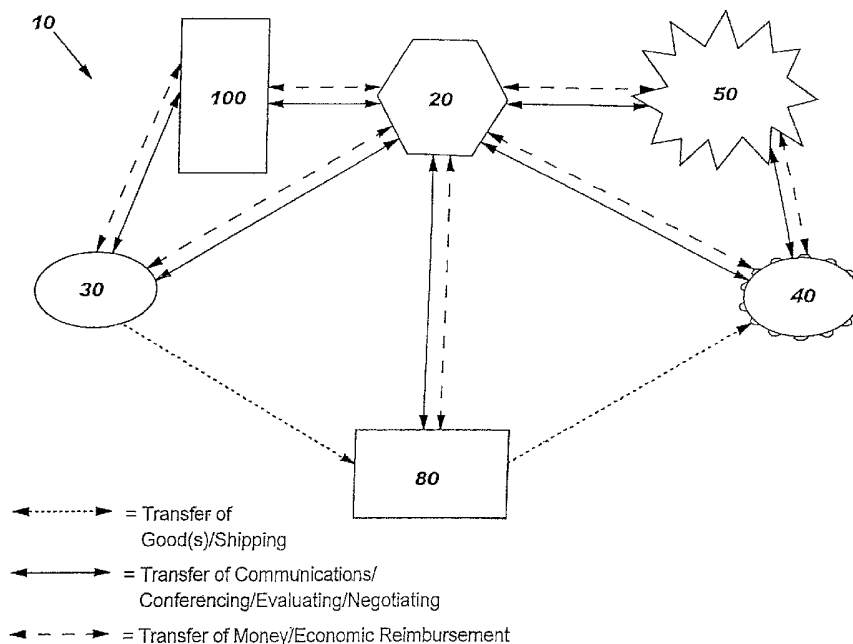 10
100
20
50
30
40
80
= Transfer of
Good(s)/Shipping
= Transfer of Communications/
Conferencing/Evaluating/Negotiating
= Transfer of Money/Economic Reimbursement